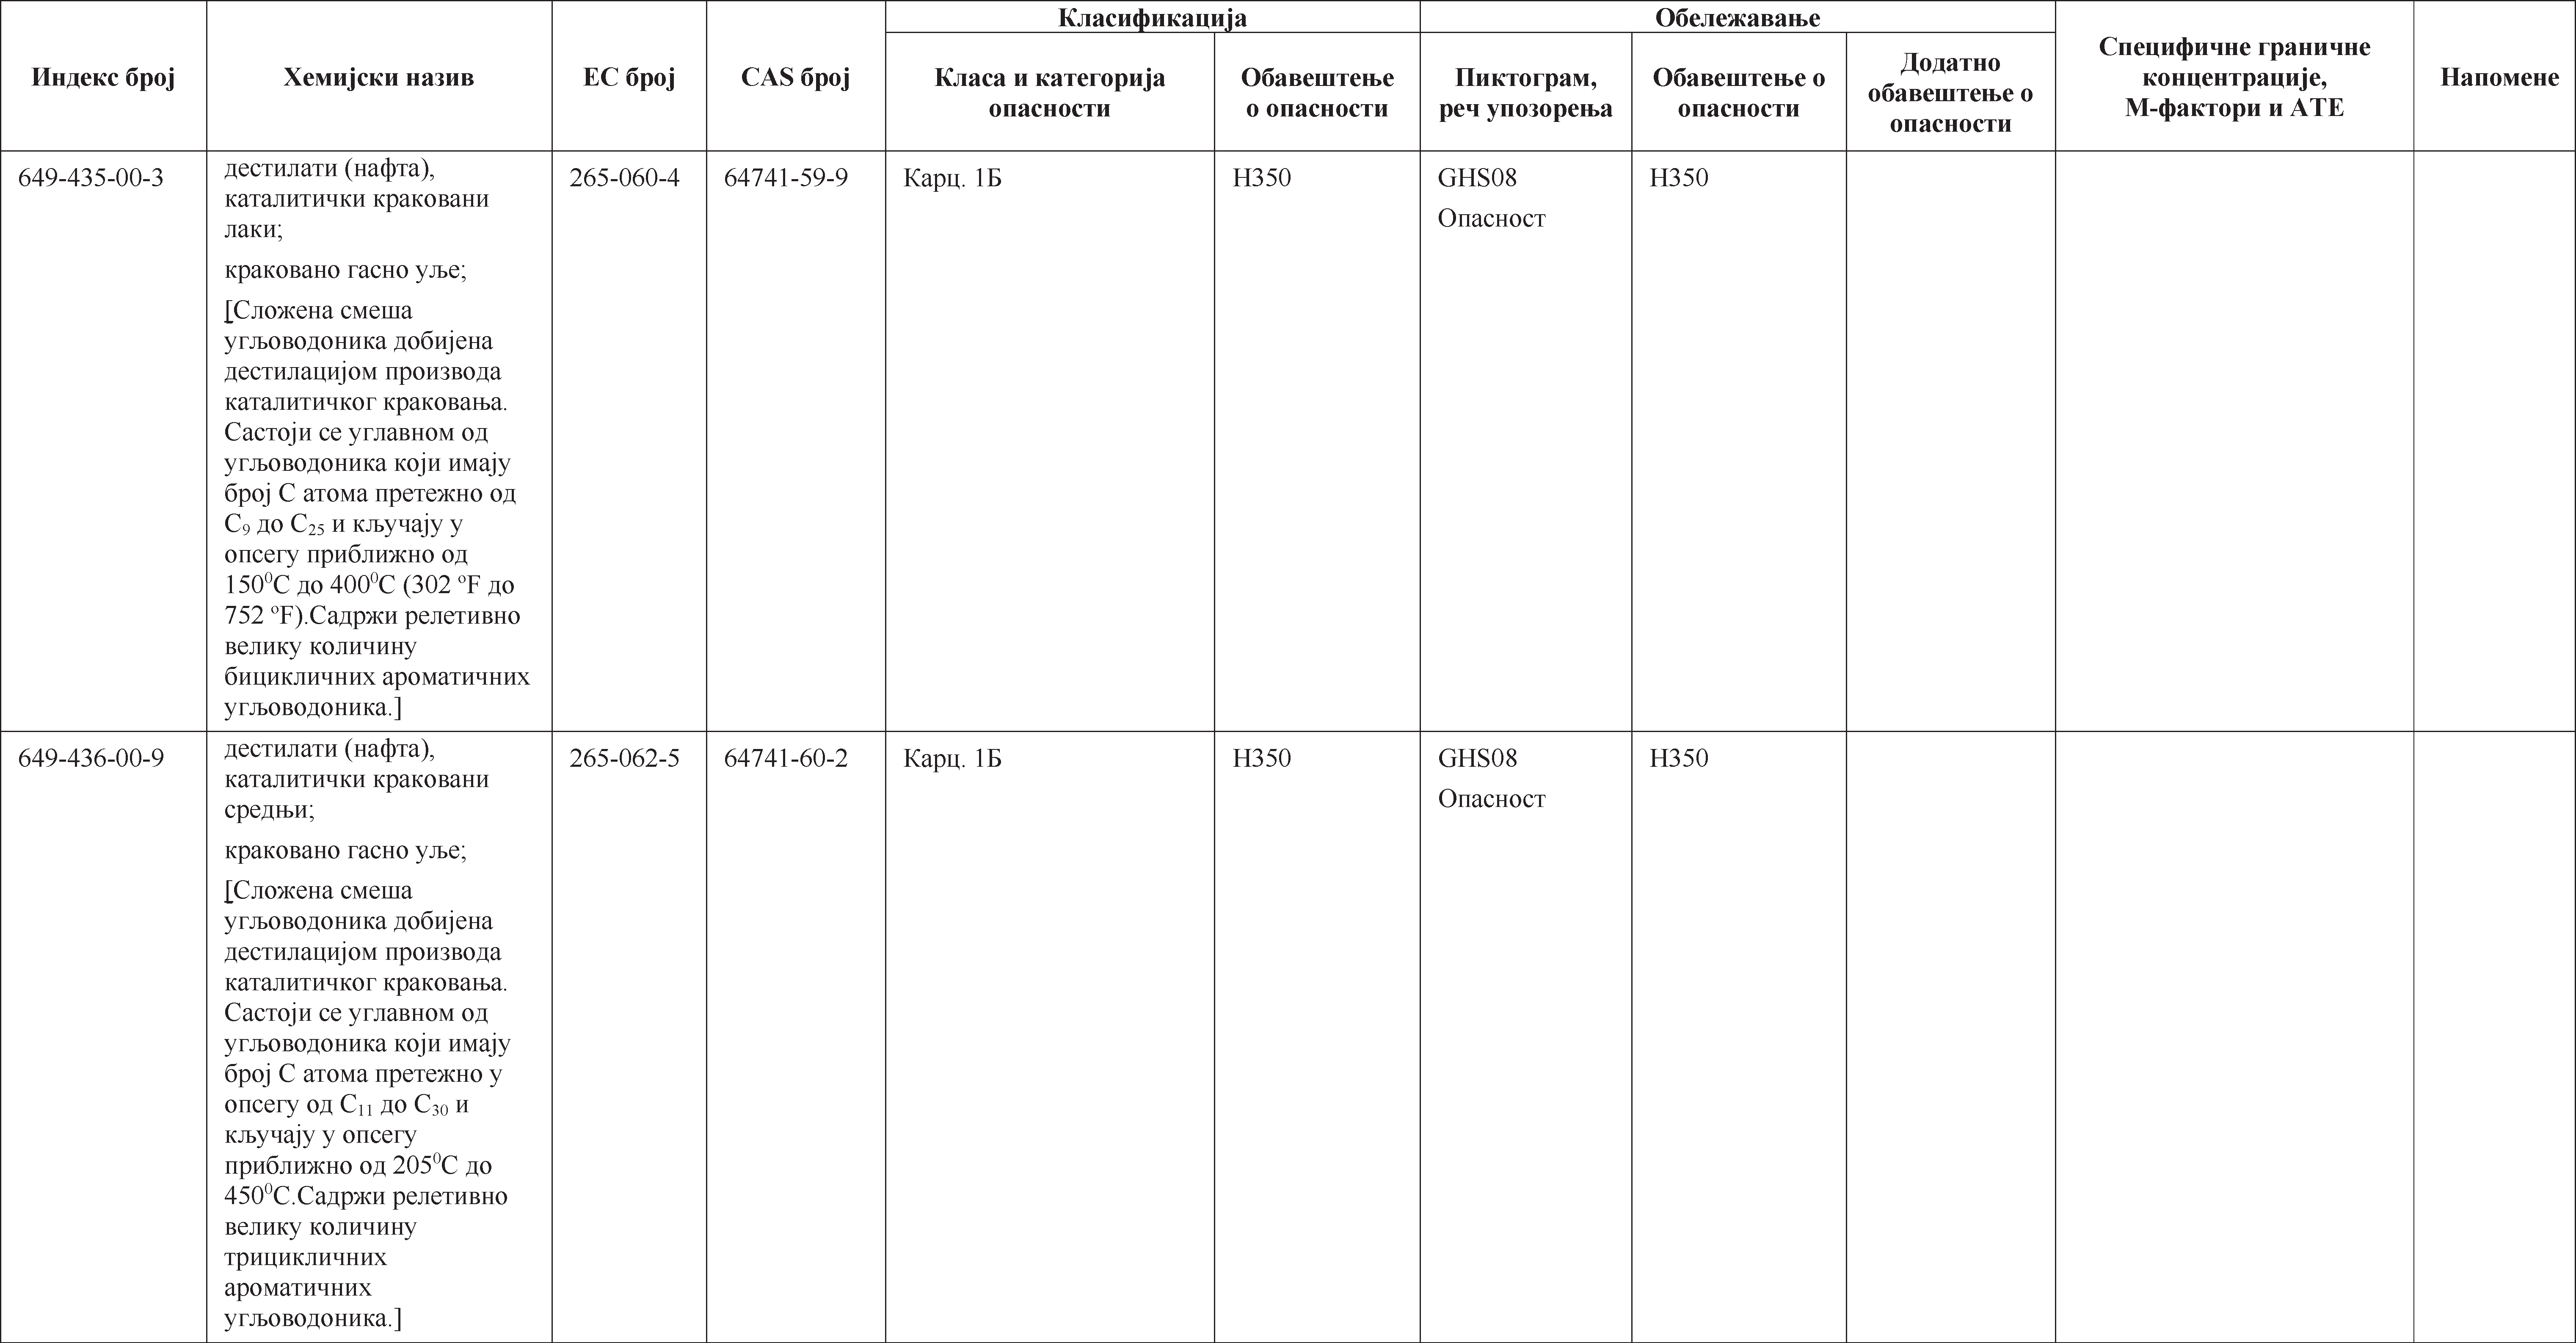 Индекс број
Хемијски назив
ЕС број
CAS број
Класификација
Класа и категорија
опасности
Обавештење
о опасности
Обележавање
Пиктограм,
реч упозорења
Обавештење о
опасности
Додатно
обавештење о
опасности
Специфичне граничне
концентрације,
М-фактори и АТЕ
Напомене
649-435-00-3
дестилати (нафта),
каталитички краковани
лаки;
краковано гасно уље;
[Сложена смеша
угљоводоника добијена
дестилацијом производа
каталитичког краковања.
Састоји се углавном од
угљоводоника који имају
број С атома претежно од
C₉ до C₂₅ и кључају у
опсегу приближно од
150⁰C до 400⁰C (302 ºF до
752 ºF).Садржи релетивно
велику количину
бицикличних ароматичних
угљоводоника.]
265-060-4
64741-59-9
Карц. 1Б
H350
GHS08
Опасност
H350
649-436-00-9
дестилати (нафта),
каталитички краковани
средњи;
краковано гасно уље;
[Сложена смеша
угљоводоника добијена
дестилацијом производа
каталитичког краковања.
Састоји се углавном од
угљоводоника који имају
број С атома претежно у
опсегу од C₁₁ до C₃₀ и
кључају у опсегу
приближно од 205⁰C до
450⁰C.Садржи релетивно
велику количину
трицикличних
ароматичних
угљоводоника.]
265-062-5
64741-60-2
Карц. 1Б
H350
GHS08
Опасност
H350